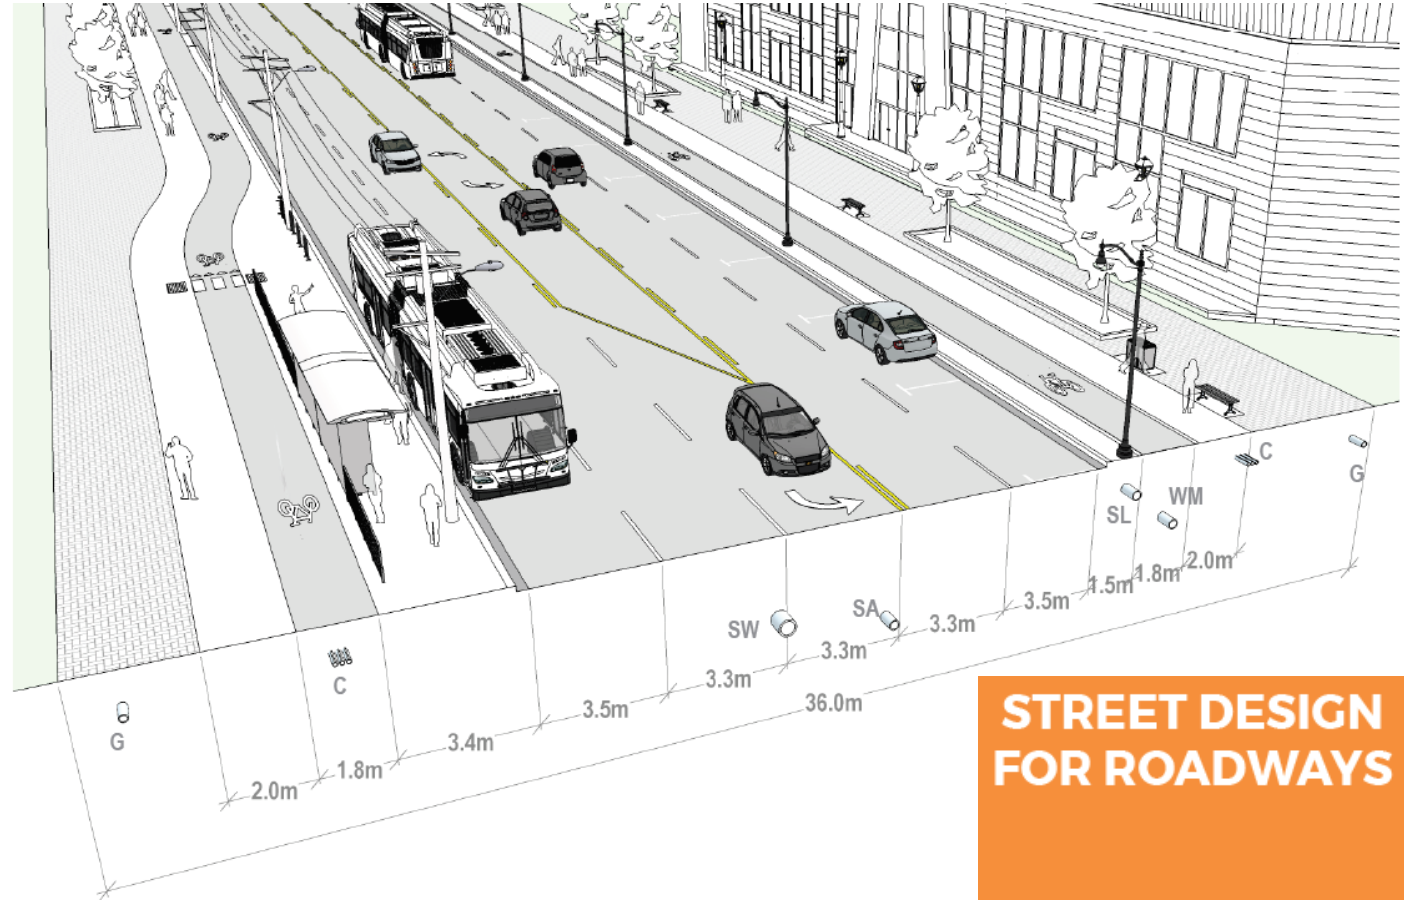 C
G
SL
WM
2.0m
1.8m
1.5m
3.5m
SA
3.3m
SW
3.3m
3.3m
36.0m
C
3.5m
G
3.4m
1.8m
2.0m
STREET DESIGN
FOR ROADWAYS